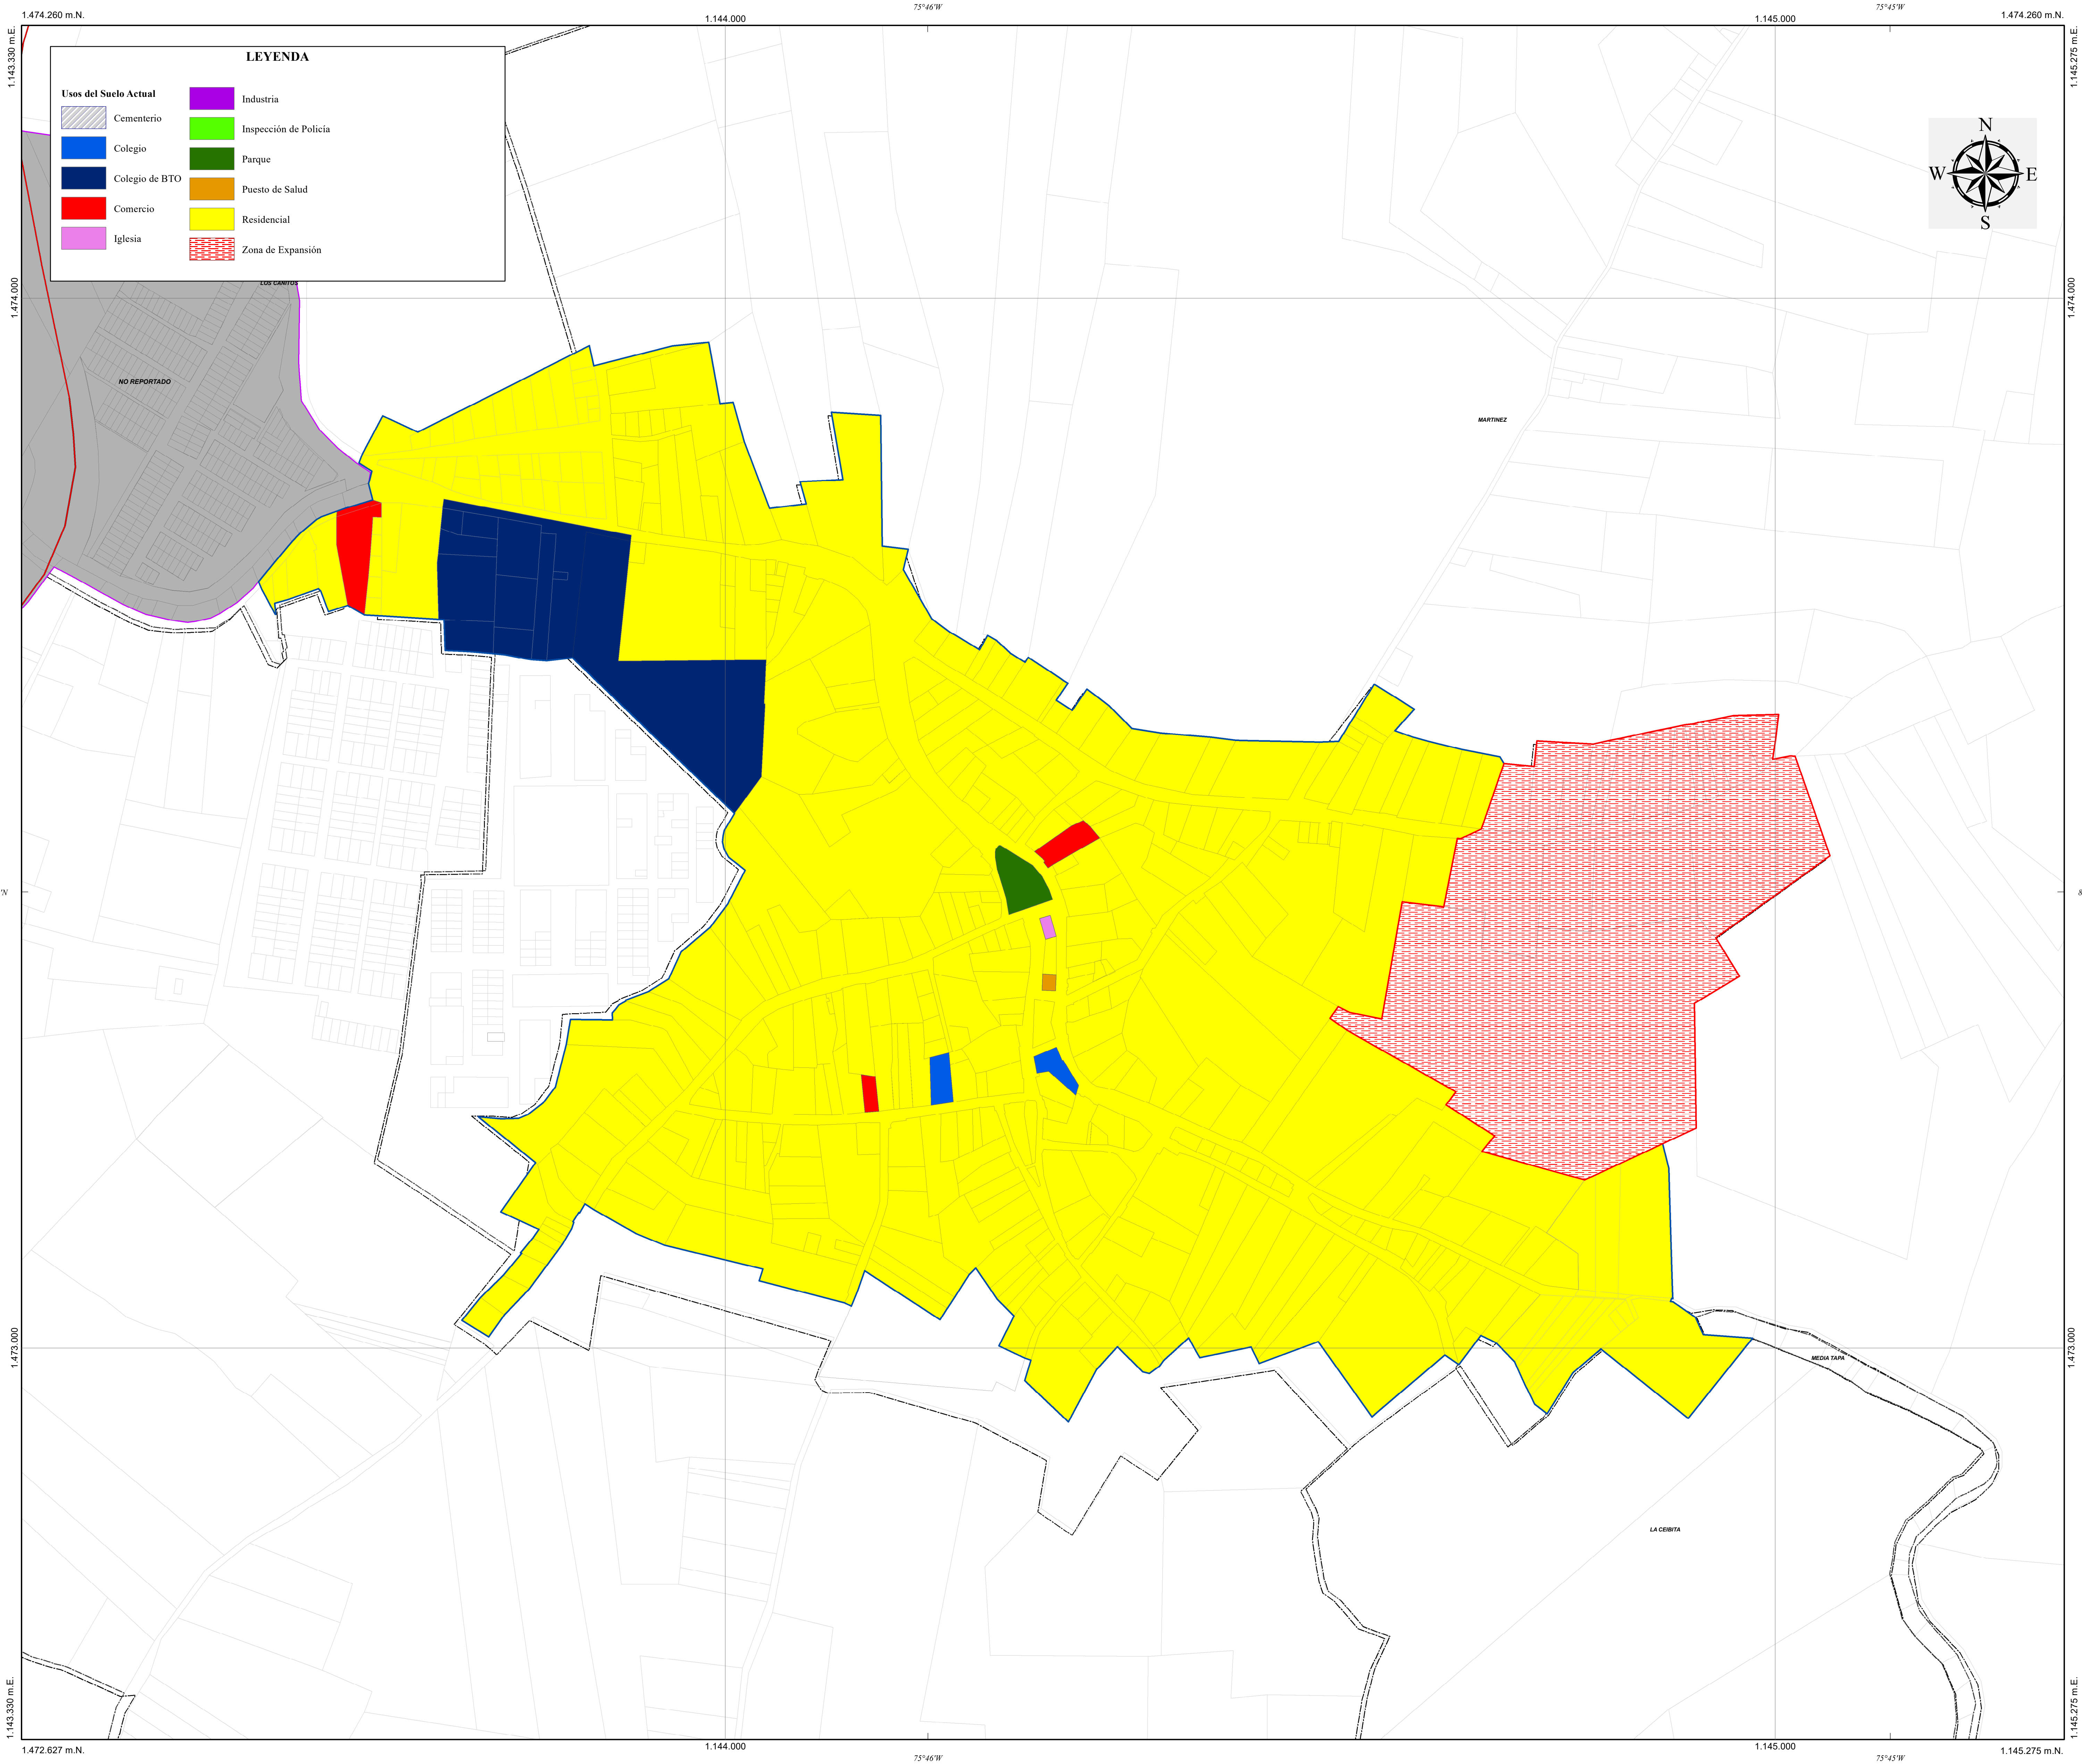 75°46'W
75°45'W
1.474.260 m.N.
1.144.000
1.145.000
1.474.260 m.N.
1.143.330 m.E.
1.145.275 m.E.
LEYENDA
Usos del Suelo Actual
Cementerio
Colegio
Colegio de BTO
Comercio
Iglesia
Industria
Inspección de Policía
Parque
Puesto de Salud
Residencial
Zona de Expansión
N
W
E
S
LOS CAÑITOS
1.474.000
1.474.000
NO REPORTADO
MARTINEZ
N
8
1.473.000
1.473.000
MEDIA TAPA
LA CEIBITA
1.143.330 m.E.
1.145.275 m.E.
1.472.627 m.N.
1.144.000
1.145.000
1.145.275 m.N.
75°46'W
75°45'W